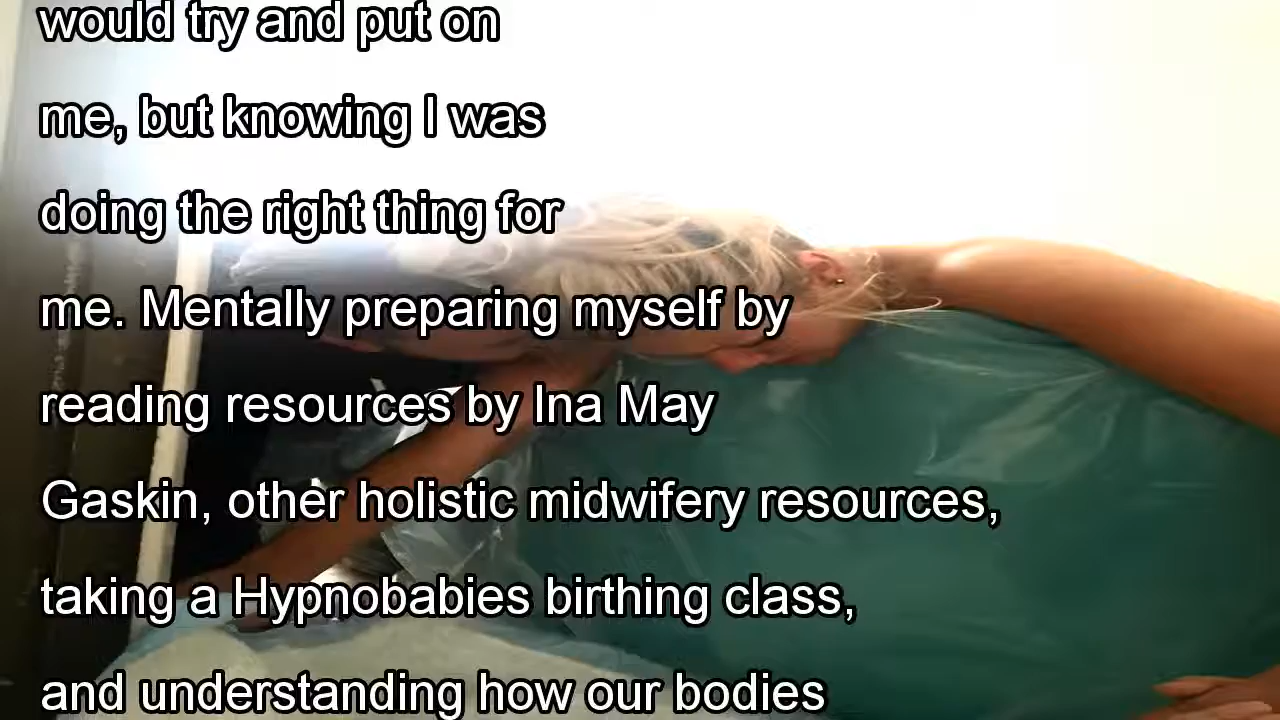 would try and put on
me, but knowing I was
doing the right thing for
me. Mentally preparing myself by
reading resources by Ina May
Gaskin, other holistic midwifery resources,
taking a Hypnobabies birthing class,
and understanding how our bodies